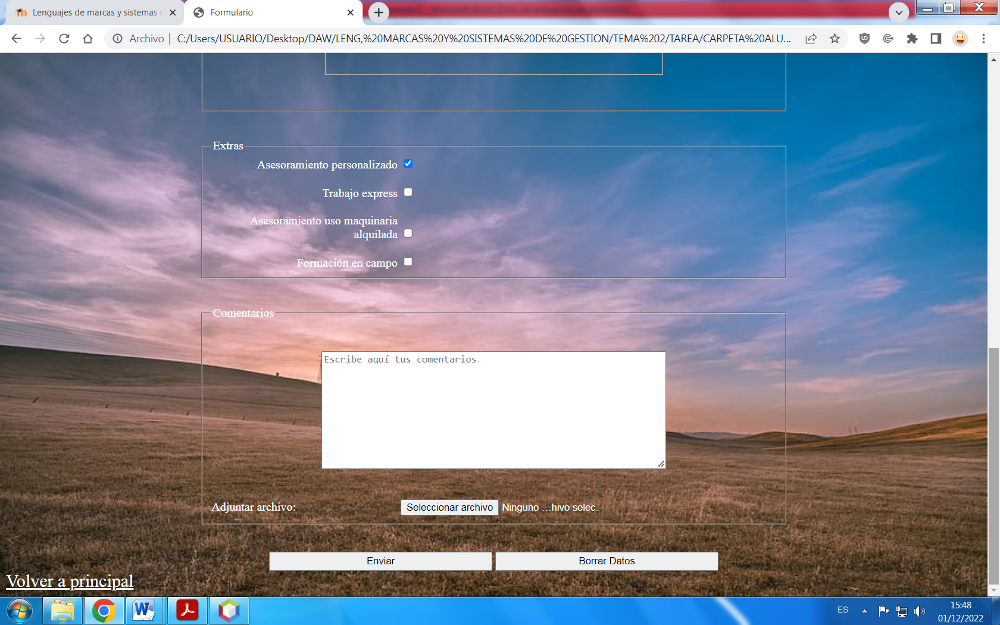 Lenguajes de marcas y sistemas
Formulario
Archivo
C:/Users/USUARIO/Desktop/DAW/LENG,%20MARCAS%20Y%20SISTEMAS%20DE%20GESTION/TEMA%202/TAREA/CARPETA%20ALU...
Extras
Asesoramiento personalizado
Trabajo express
Asesoramiento uso maquinaria
alquilada
Formación en campo
Comentarios
Escribe aquí tus comentarios
Adjuntar archivo:
Seleccionar archivo Ninguno ...hivo selec.
Enviar
Borrar Datos
Volver a principal
ES
15:48
01/12/2022